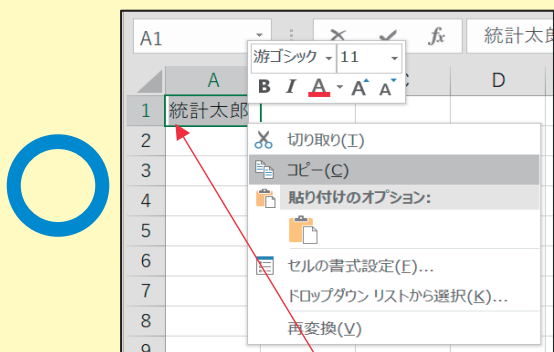 A1
fx
統計太
游ゴシック
11
B I A A A
A
D
1 統計太郎
2
切り取り(T)
3
コピー(C)
4
貼り付けのオプション:
5
6
セルの書式設定(F)...
7
ドロップダウン リストから選択(K)...
8
再変換(V)
9